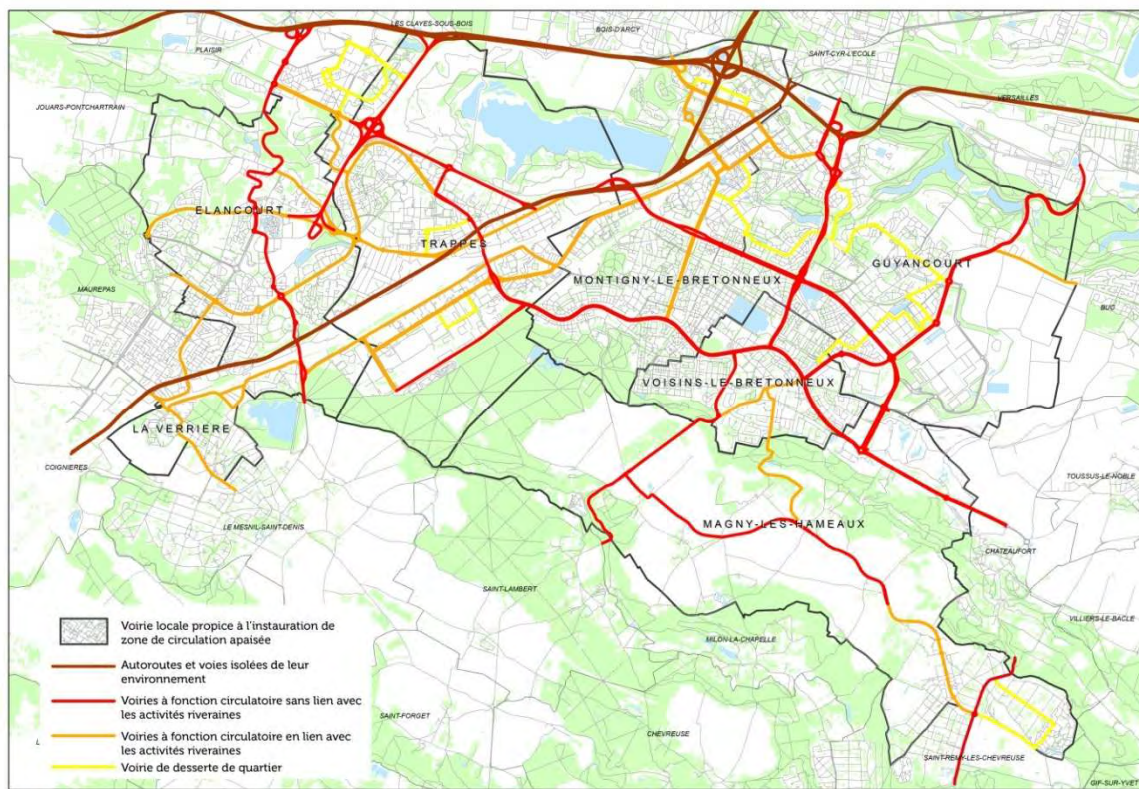 LES CLAYES-SOUS-BOIS
BOIS-D'ARCY
PLAISIR
SAINT-CYR-L'ECOLE
JOUARS-PONTCHARTRAIN
VERSAILLES
ELANCOURT
TRAPPES
GUYANCOURT
MONTIGNY-LE-BRETONNEUX
MAUREPAS
BUC
VOISINS-LE-BRETONNEUX
LA VERRIERE
COIGNIERES
TOUSSUS-LE-NOBLE
LE MESNIL-SAINT-DENIS
MAGNY-LES-HAMEAUX
CHATEAUFORT
SAINT-LAMBERT
VILLIERS-LE-BACLE
MILON-LA-CHAPELLE
SAINT-FORGET
CHEVREUSE
SAINT-REMY-LES-CHEVREUSE
GIF-SUR-YVET
L
Voirie locale propice à l'instauration de
zone de circulation apaisée
Autoroutes et voies isolées de leur
environnement
Voiries à fonction circulatoire sans lien avec
les activités riveraines
Voiries à fonction circulatoire en lien avec
les activités riveraines
Voirie de desserte de quartier